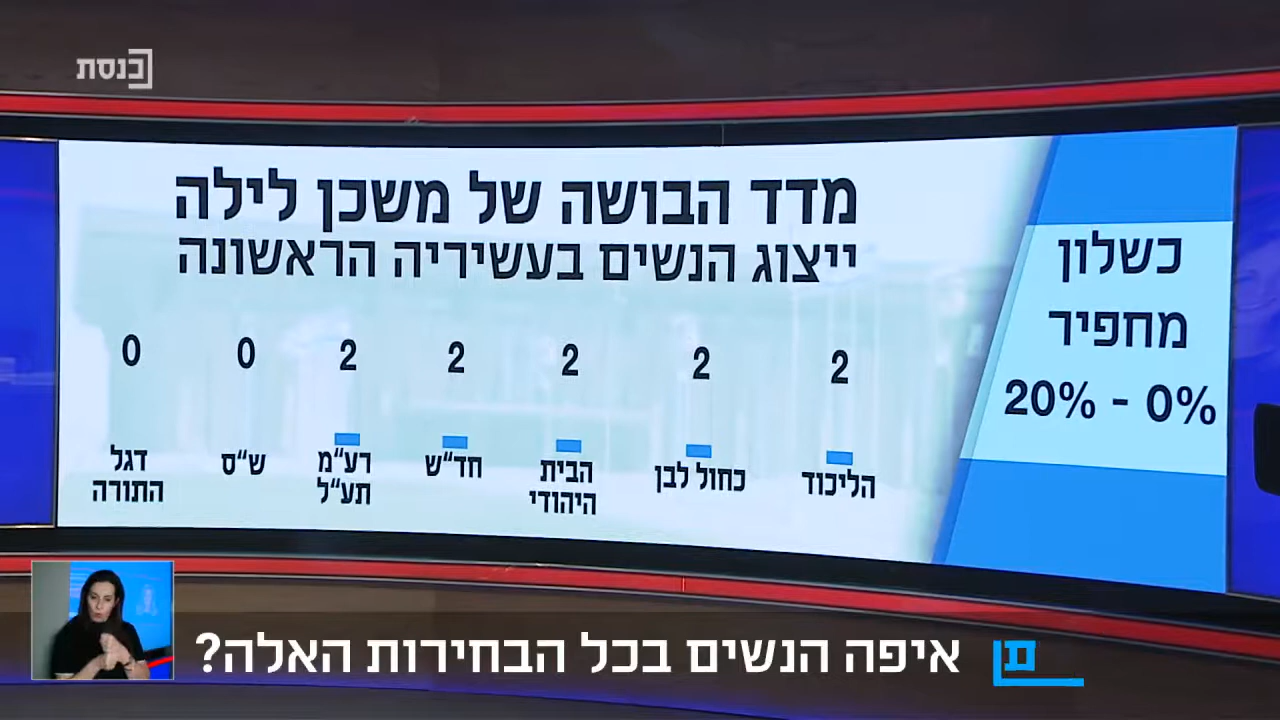 כנסת
מדד הבושה של משכן לילה
ייצוג הנשים בעשיריה הראשונה
כשלון
מחפיר
0% - 20%
2
2
2
2
2
0
0
הליכוד
כחול לבן
הבית
היהודי
חד"ש
רע"מ
תע"ל
ש"ס
דגל
התורה
איפה הנשים בכל הבחירות האלה?